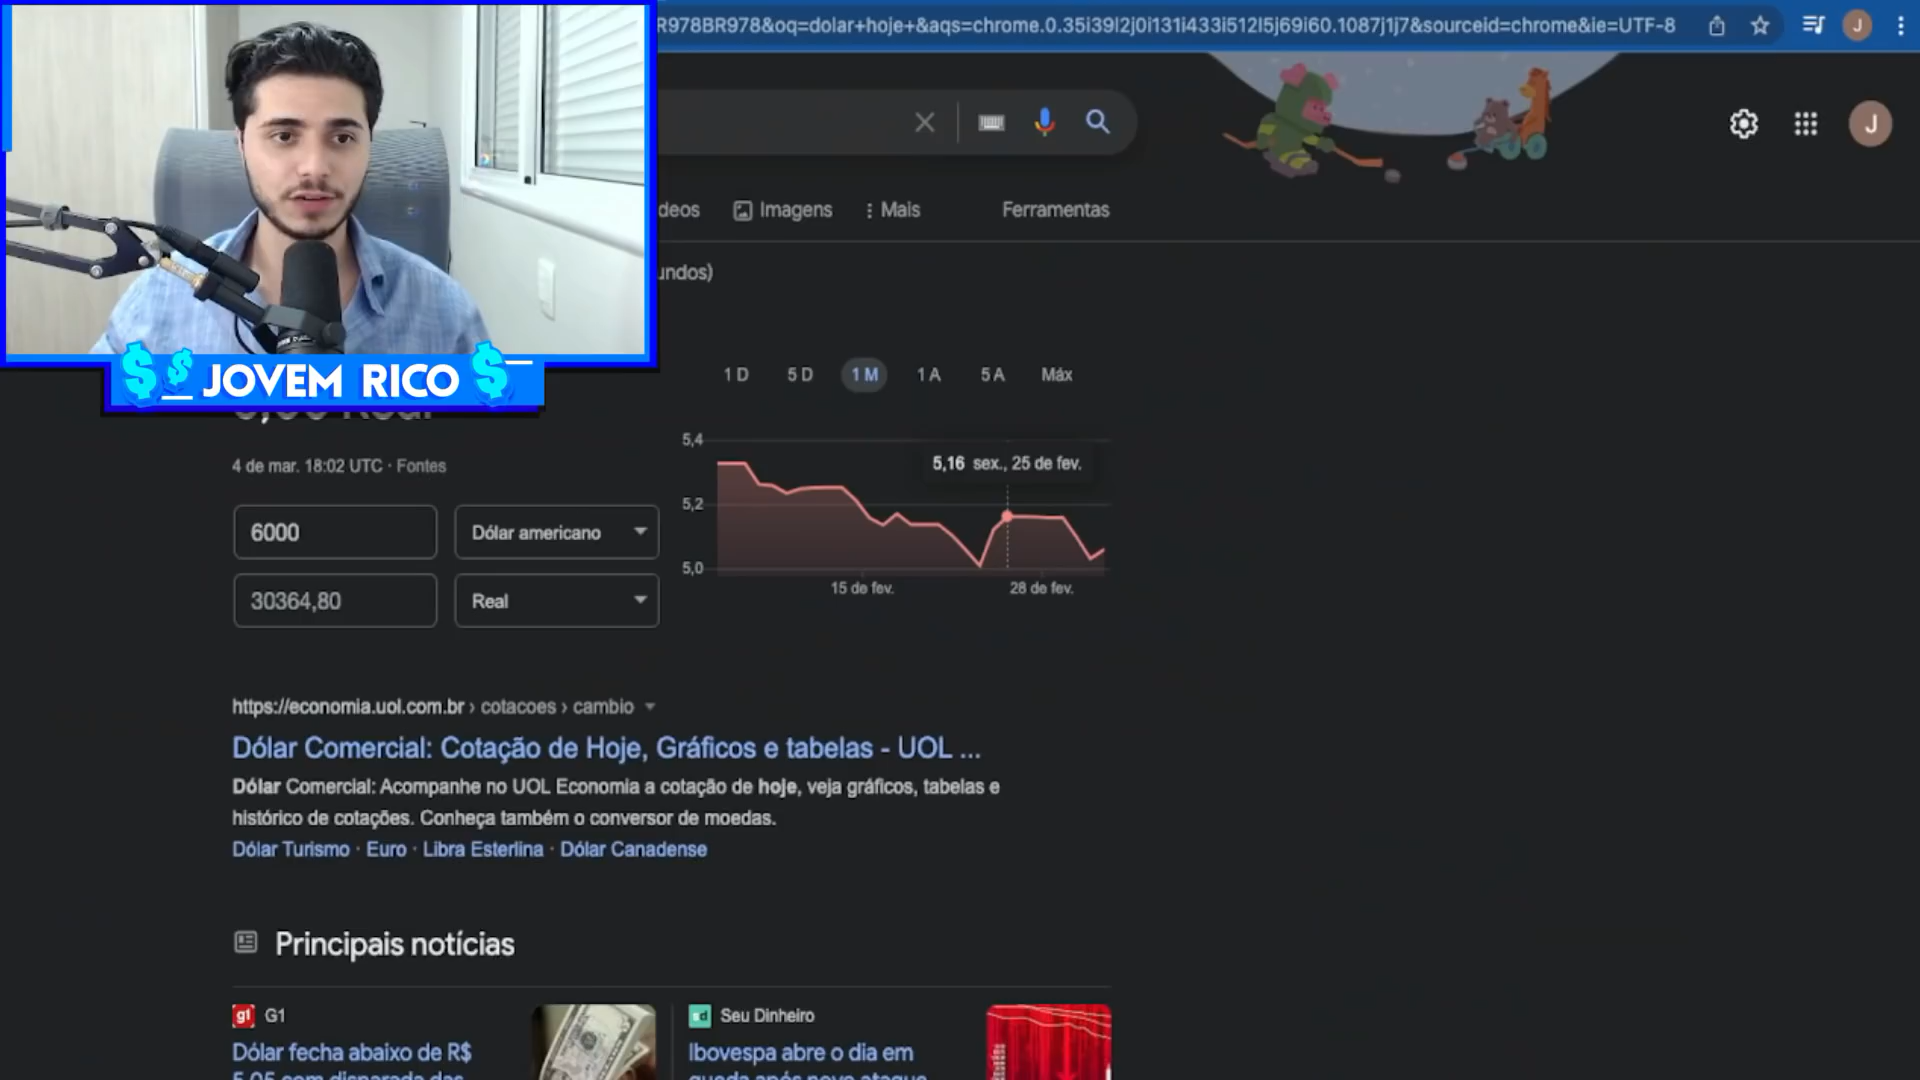 R978BR978&oq=dolar+hoje+&aqs=chrome.0.35i39l2j0i131i433i512l5j69i60.1087j1j7&sourceid=chrome&ie=UTF-8
J
J
deos
Imagens
Mais
Ferramentas
undos)
JOVEM RICO
1 D
5 D
1 M
1 A
5 A
Máx
4 de mar. 18:02 UTC · Fontes
5,4
5,16 sex., 25 de fev.
5,2
5,0
15 de fev.
28 de fev.
6000
Dólar americano
30364,80
Real
https://economia.uol.com.br › cotacoes › cambio
Dólar Comercial: Cotação de Hoje, Gráficos e tabelas - UOL ...
Dólar Comercial: Acompanhe no UOL Economia a cotação de hoje, veja gráficos, tabelas e
histórico de cotações. Conheça também o conversor de moedas.
Dólar Turismo · Euro · Libra Esterlina · Dólar Canadense
Principais notícias
g1 G1
Dólar fecha abaixo de R$
sd Seu Dinheiro
Ibovespa abre o dia em